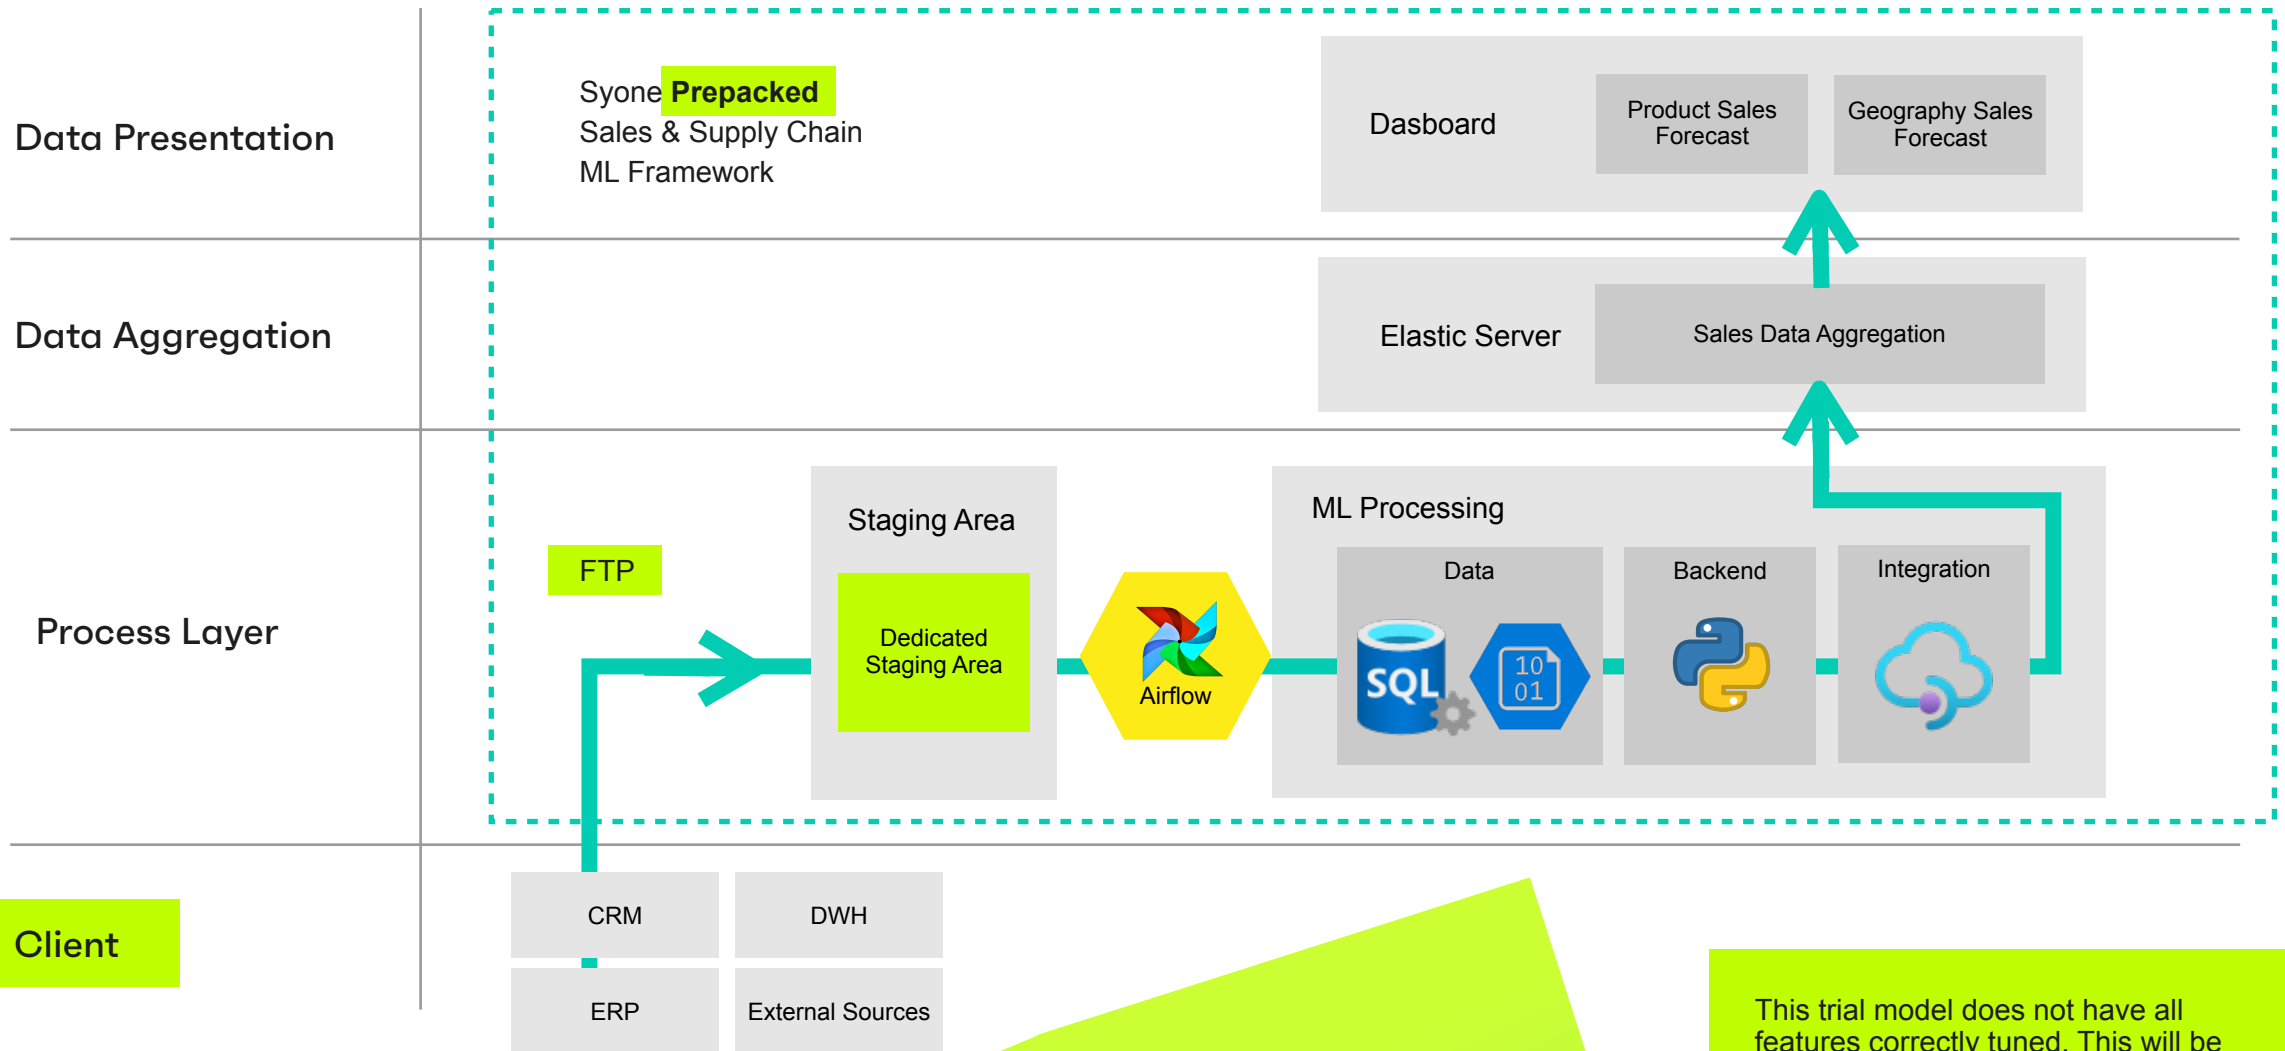 Data Presentation
Syone Prepacked
Sales & Supply Chain
ML Framework
Dasboard
Product Sales
Forecast
Geography Sales
Forecast
Data Aggregation
Elastic Server
Sales Data Aggregation
Process Layer
FTP
Staging Area
Dedicated
Staging Area
Airflow
ML Processing
Data
SQL
10
01
Backend
Integration
Client
CRM
DWH
ERP
External Sources
This trial model does not have all
features correctly tuned. This will be